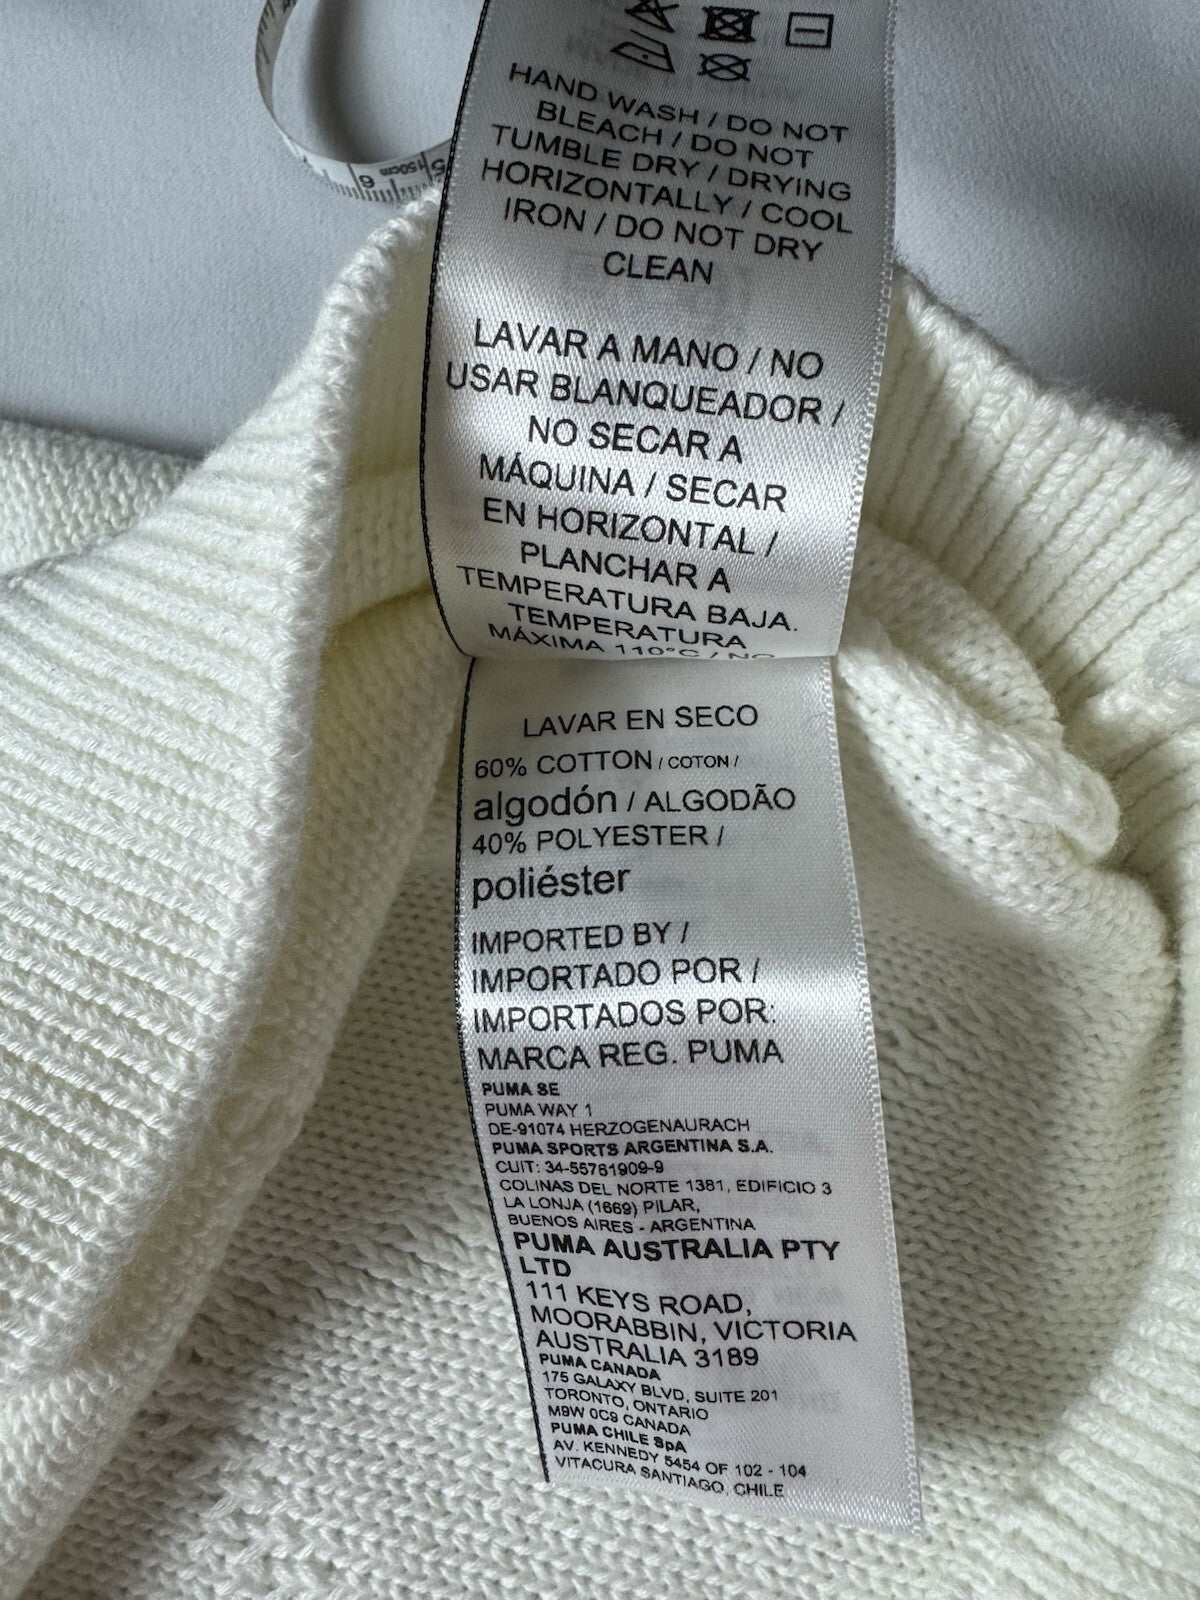 HAND WASH / DO NOT
BLEACH / DO NOT
TUMBLE DRY / DRYING
HORIZONTALLY / COOL
IRON / DO NOT DRY
CLEAN
LAVAR A MANO / NO
USAR BLANQUEADOR /
NO SECAR A
MÁQUINA / SECAR
EN HORIZONTAL /
PLANCHAR A
TEMPERATURA BAJA.
TEMPERATURA
MÁXIMA 110°C / NO
LAVAR EN SECO
60% COTTON / COTON /
algodón / ALGODÃO
40% POLYESTER /
poliéster
IMPORTED BY /
IMPORTADO POR /
IMPORTADOS POR:
MARCA REG. PUMA
PUMA SE
PUMA WAY 1
DE-91074 HERZOGENAURACH
PUMA SPORTS ARGENTINA S.A.
CUIT: 34-55761909-9
COLINAS DEL NORTE 1381, EDIFICIO 3
LA LONJA (1669) PILAR,
BUENOS AIRES - ARGENTINA
PUMA AUSTRALIA PTY
LTD
111 KEYS ROAD,
MOORABBIN, VICTORIA
AUSTRALIA 3189
PUMA CANADA
175 GALAXY BLVD, SUITE 201
TORONTO, ONTARIO
M9W 0C9 CANADA
PUMA CHILE SpA
AV. KENNEDY 5454 OF 102 - 104
VITACURA SANTIAGO, CHILE
6
150cm
5